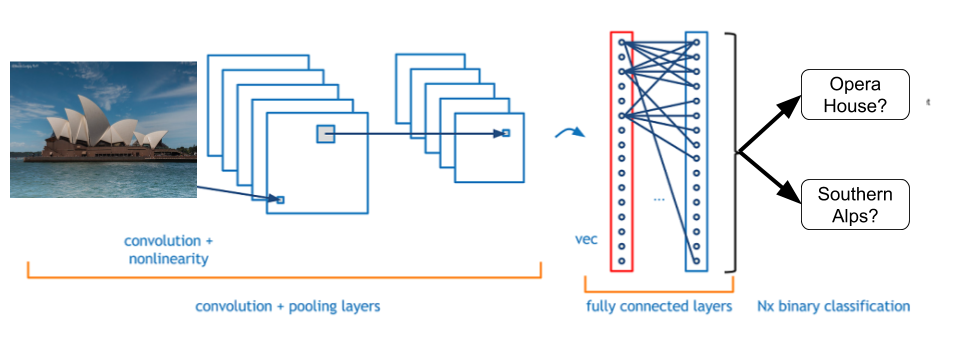 Opera
House?
Southern
Alps?
...
vec
convolution +
nonlinearity
convolution + pooling layers
fully connected layers
Nx binary classification